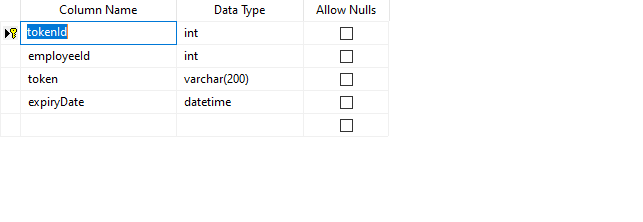 Column Name Data Type Allow Nulls
tokenId int
employeeId int
token varchar(200)
expiryDate datetime